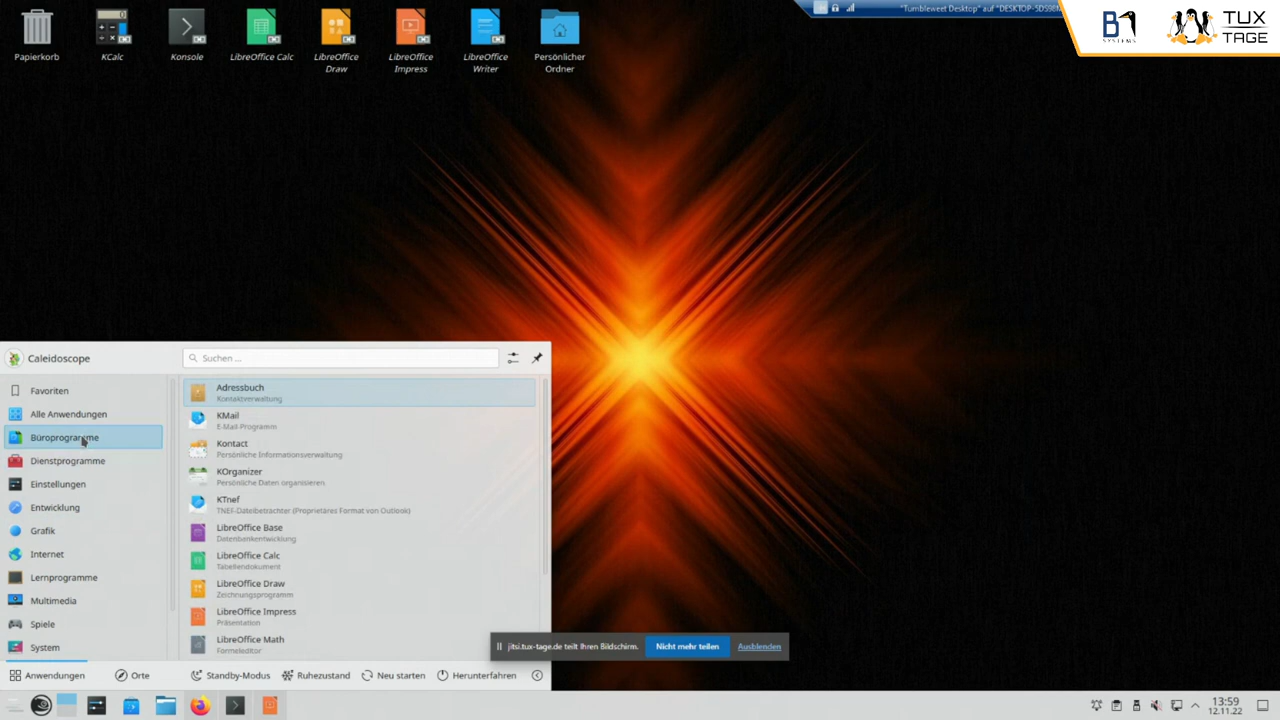 "Tumbleweet Desktop" auf "DESKTOP-SDS98
B1
SYSTEMS
TUX
TAGE
Papierkorb
KCalc
Konsole
LibreOffice Calc
LibreOffice
Draw
LibreOffice
Impress
LibreOffice
Writer
Persönlicher
Ordner
Caleidoscope
Suchen ...
Favoriten
Alle Anwendungen
Büroprogramme
Dienstprogramme
Einstellungen
Entwicklung
Grafik
Internet
Lernprogramme
Multimedia
Spiele
System
Adressbuch
Kontaktverwaltung
KMail
E-Mail-Programm
Kontact
Persönliche Informationsverwaltung
KOrganizer
Persönliche Daten organisieren
KTnef
TNEF-Dateibetrachter (Proprietäres Format von Outlook)
LibreOffice Base
Datenbankentwicklung
LibreOffice Calc
Tabellendokument
LibreOffice Draw
Zeichnungsprogramm
LibreOffice Impress
Präsentation
LibreOffice Math
Formeleditor
jitsi.tux-tage.de teilt Ihren Bildschirm.
Nicht mehr teilen
Ausblenden
Anwendungen
Orte
Standby-Modus
Ruhezustand
Neu starten
Herunterfahren
13:59
12.11.22